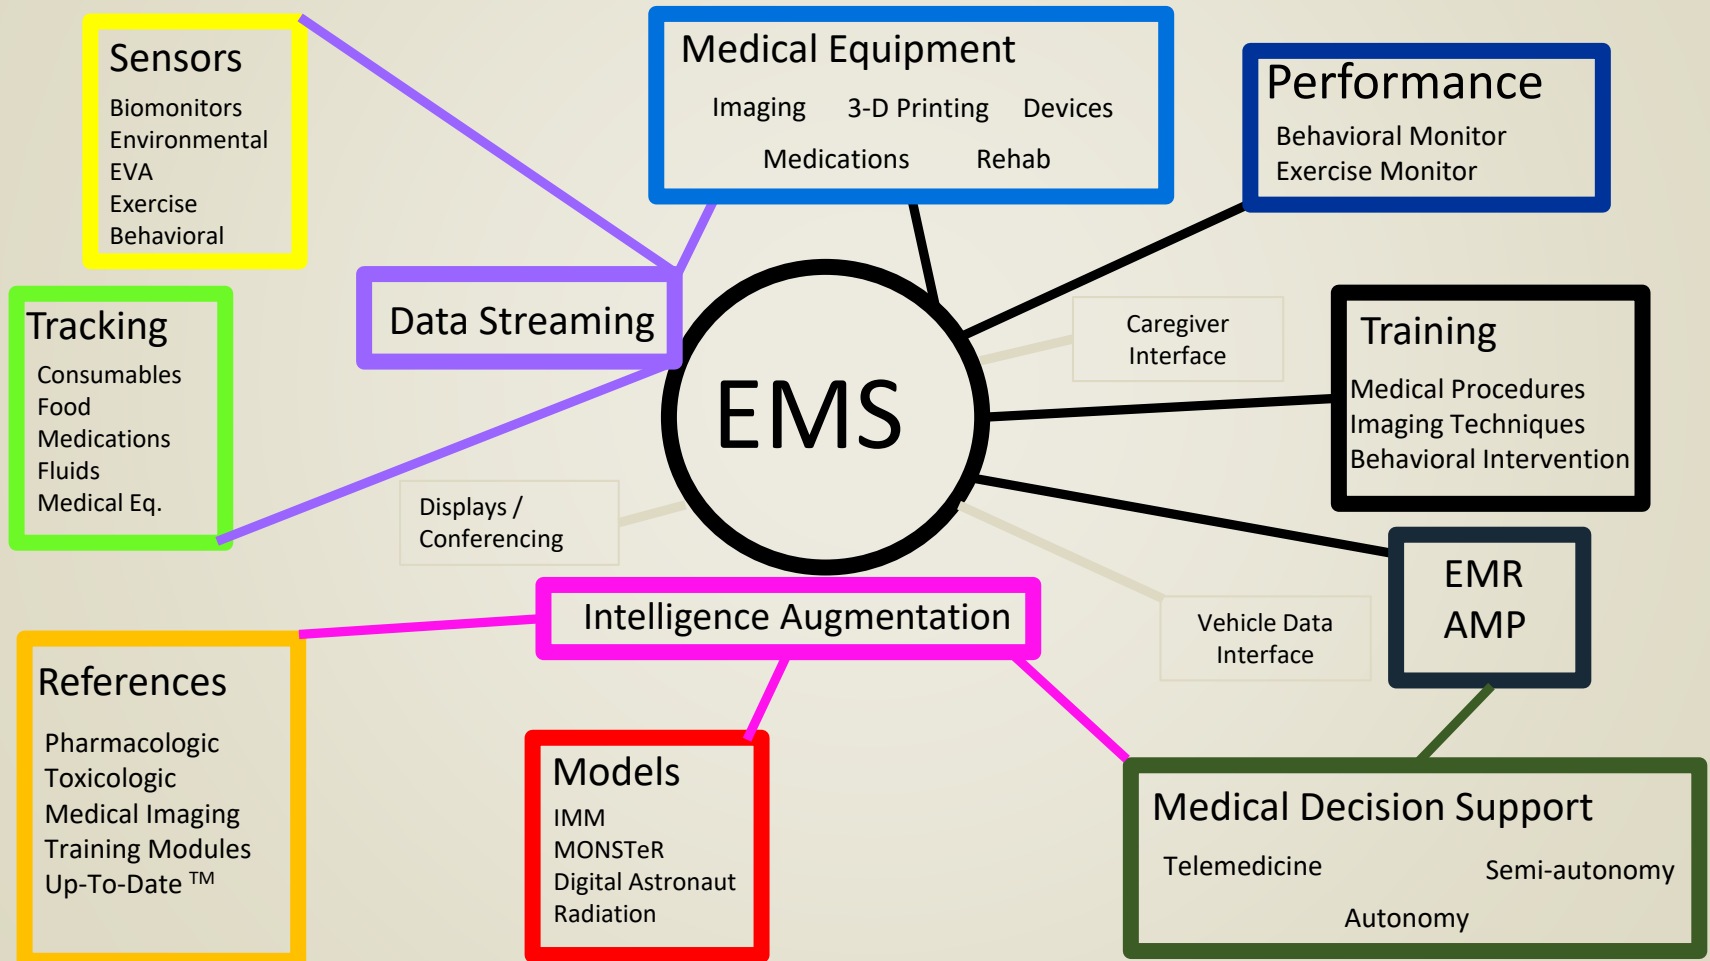 Sensors
Biomonitors
Environmental
EVA
Exercise
Behavioral
Medical Equipment
Imaging 3-D Printing Devices
Medications Rehab
Performance
Behavioral Monitor
Exercise Monitor
Tracking
Consumables
Food
Medications
Fluids
Medical Eq.
Data Streaming
EMS
Caregiver
Interface
Training
Medical Procedures
Imaging Techniques
Behavioral Intervention
Displays /
Conferencing
Intelligence Augmentation
Vehicle Data
Interface
EMR
AMP
References
Pharmacologic
Toxicologic
Medical Imaging
Training Modules
Up-To-Date ™
Models
IMM
MONSTeR
Digital Astronaut
Radiation
Medical Decision Support
Telemedicine
Semi-autonomy
Autonomy